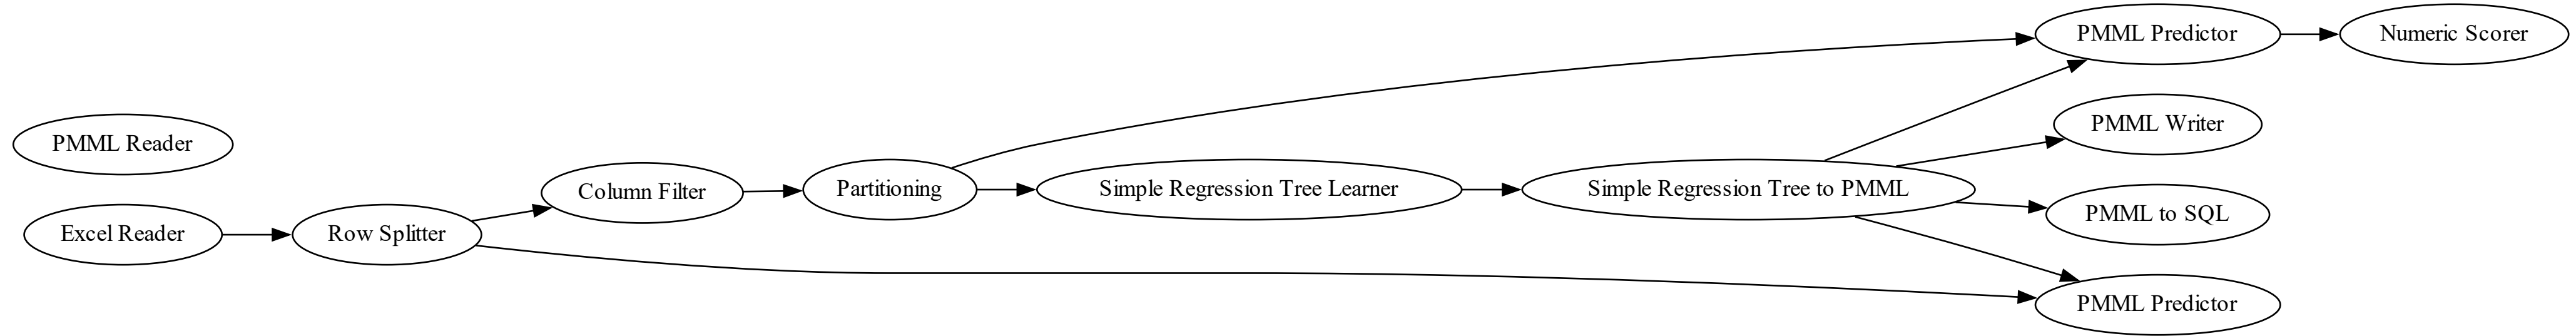 PMML Reader
Excel Reader
Row Splitter
Column Filter
Partitioning
Simple Regression Tree Learner
Simple Regression Tree to PMML
PMML Predictor
PMML Writer
PMML to SQL
PMML Predictor
Numeric Scorer